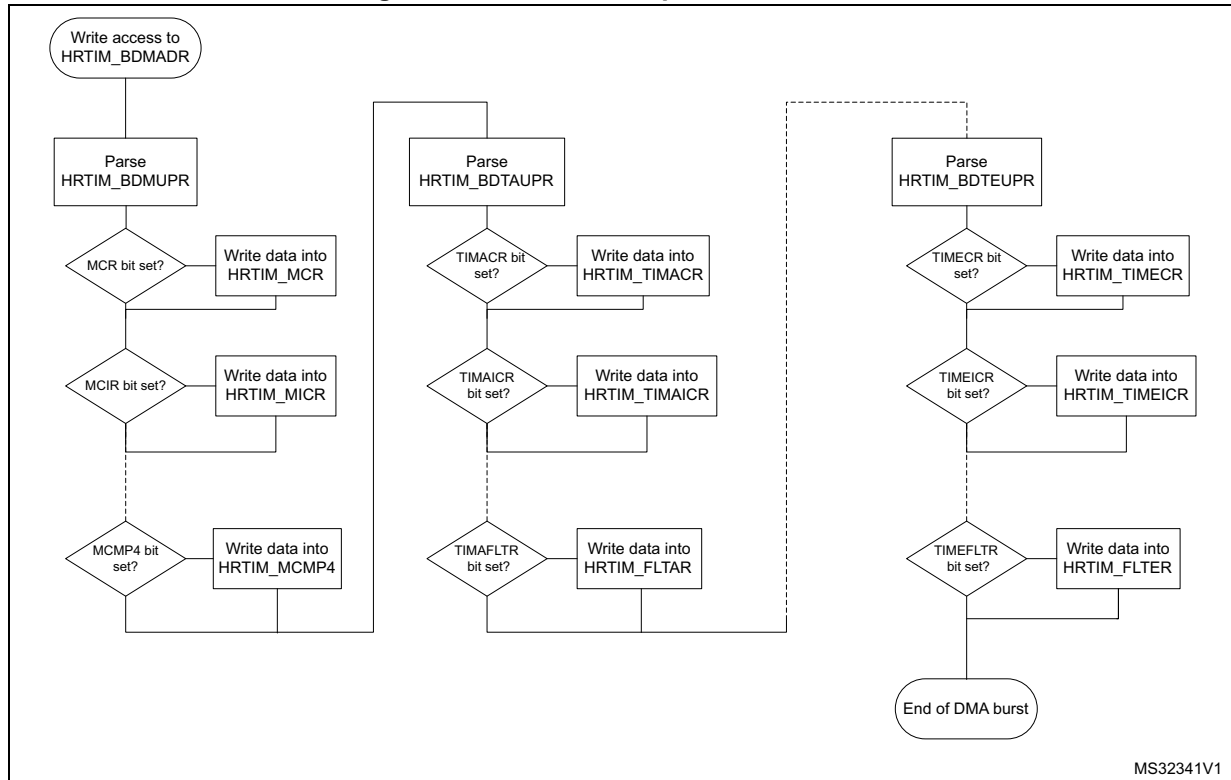 Write access to
HRTIM_BDMADR
Parse
HRTIM_BDMUPR
MCR bit set?
Write data into
HRTIM_MCR
MCIR bit set?
Write data into
HRTIM_MICR
MCMP4 bit
set?
Write data into
HRTIM_MCMP4
Parse
HRTIM_BDTAUPR
TIMACR bit
set?
Write data into
HRTIM_TIMACR
TIMAICR
bit set?
Write data into
HRTIM_TIMAICR
TIMAFLTR
bit set?
Write data into
HRTIM_FLTAR
Parse
HRTIM_BDTEUPR
TIMECR bit
set?
Write data into
HRTIM_TIMECR
TIMEICR
bit set?
Write data into
HRTIM_TIMEICR
TIMEFLTR
bit set?
Write data into
HRTIM_FLTER
End of DMA burst
MS32341V1